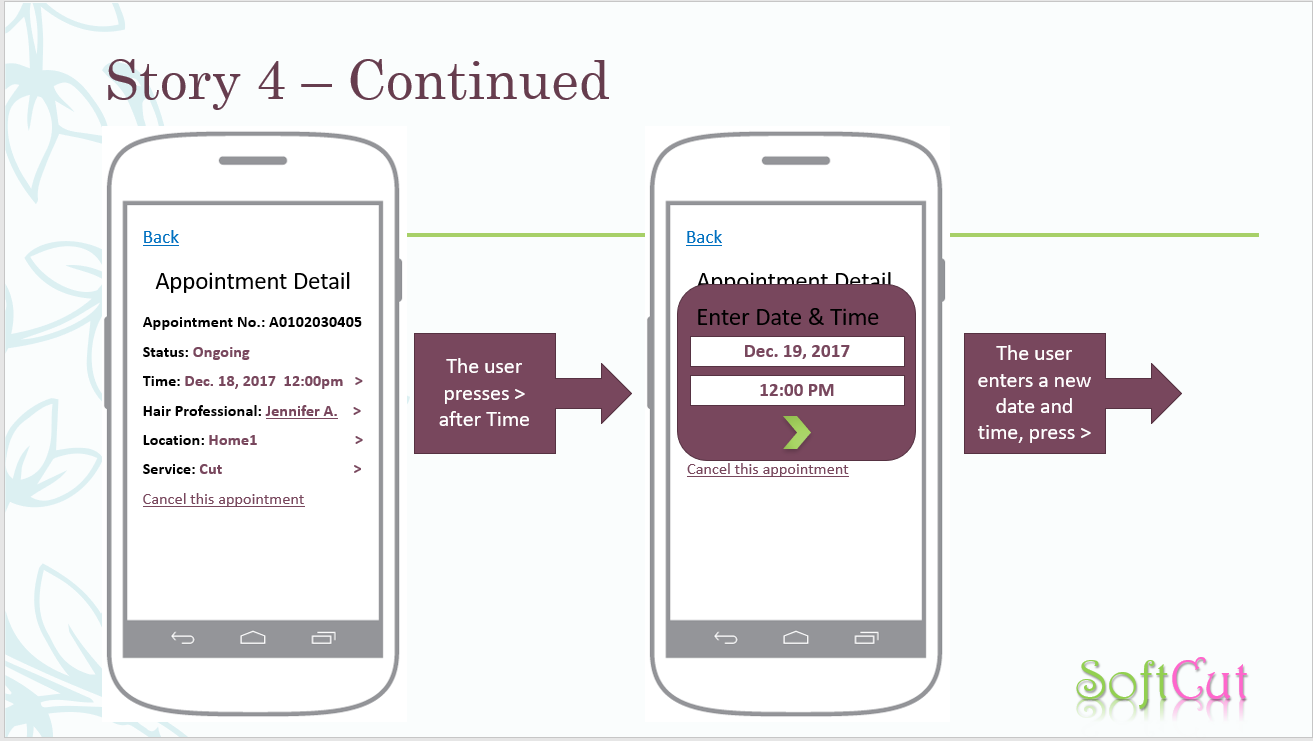 Story 4 – Continued
Back
Appointment Detail
Appointment No.: A0102030405
Status: Ongoing
Time: Dec. 18, 2017 12:00pm >
Hair Professional: Jennifer A. >
Location: Home1 >
Service: Cut >
Cancel this appointment
The user
presses >
after Time
Back
Appointment Detail
Enter Date & Time
Dec. 19, 2017
12:00 PM
Cancel this appointment
The user
enters a new
date and
time, press >
SoftCut